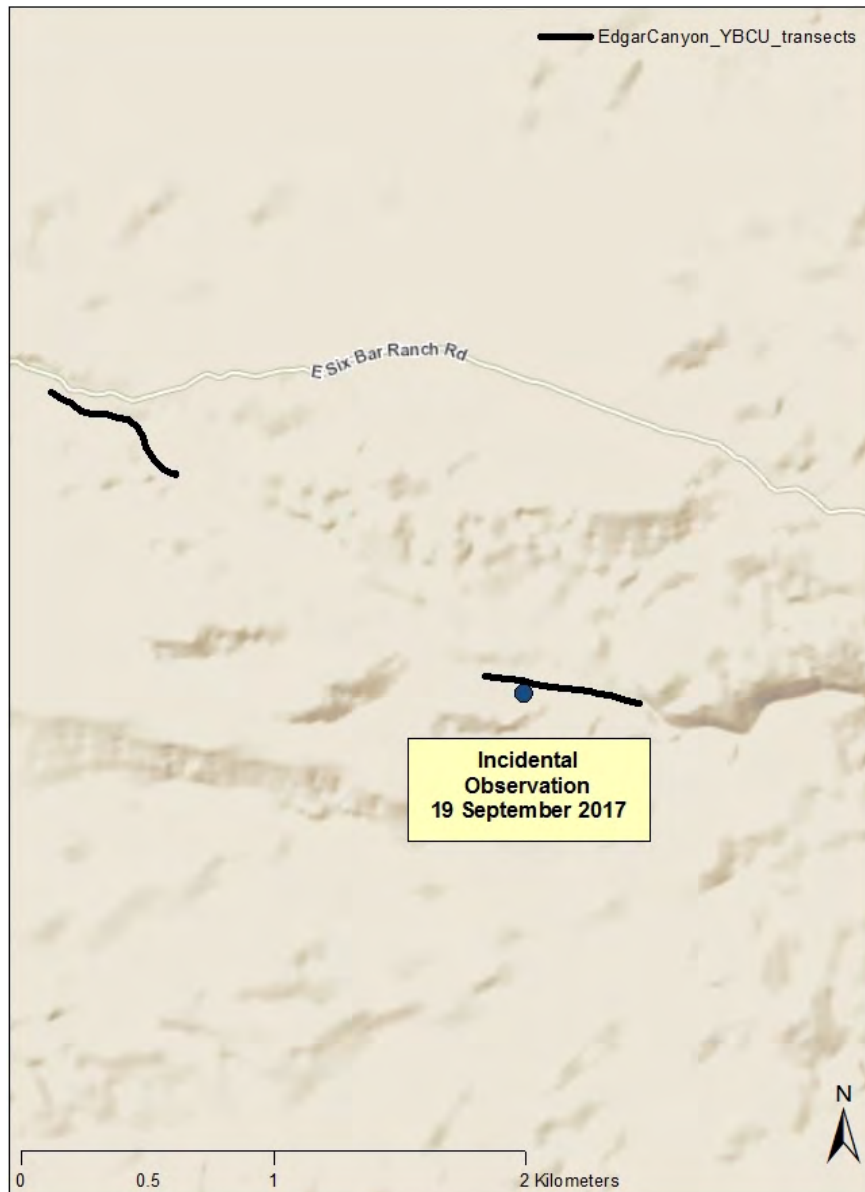 EdgarCanyon_YBCU_transects
E Six Bar Ranch Rd
Incidental
Observation
19 September 2017
N
0 0.5 1 2 Kilometers